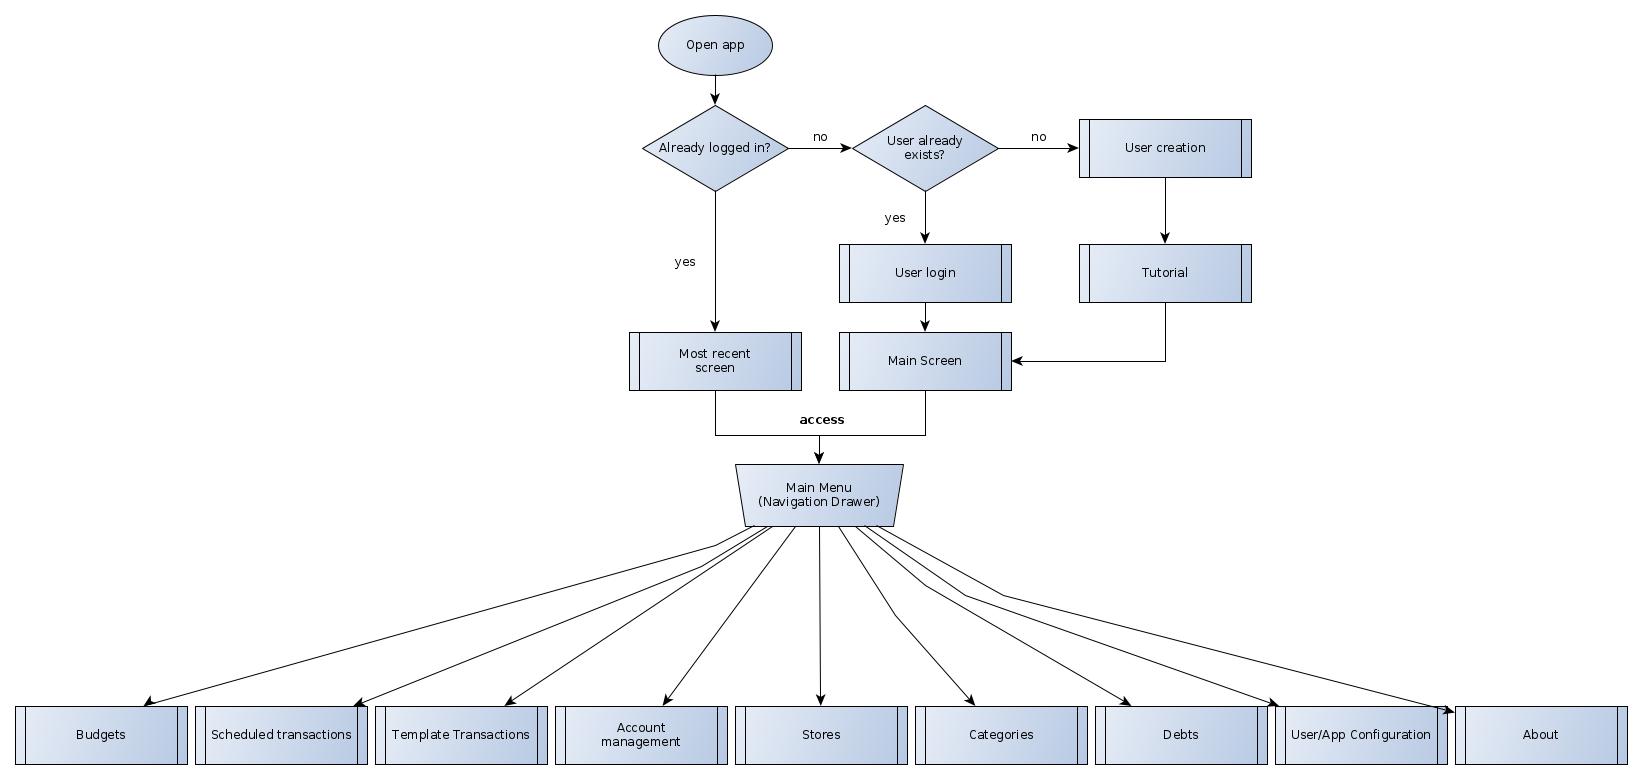 Open app
Already logged in?
no
User already
exists?
no
User creation
yes
User login
Tutorial
yes
Most recent
screen
Main Screen
access
Main Menu
(Navigation Drawer)
Budgets
Scheduled transactions
Template Transactions
Account
management
Stores
Categories
Debts
User/App Configuration
About